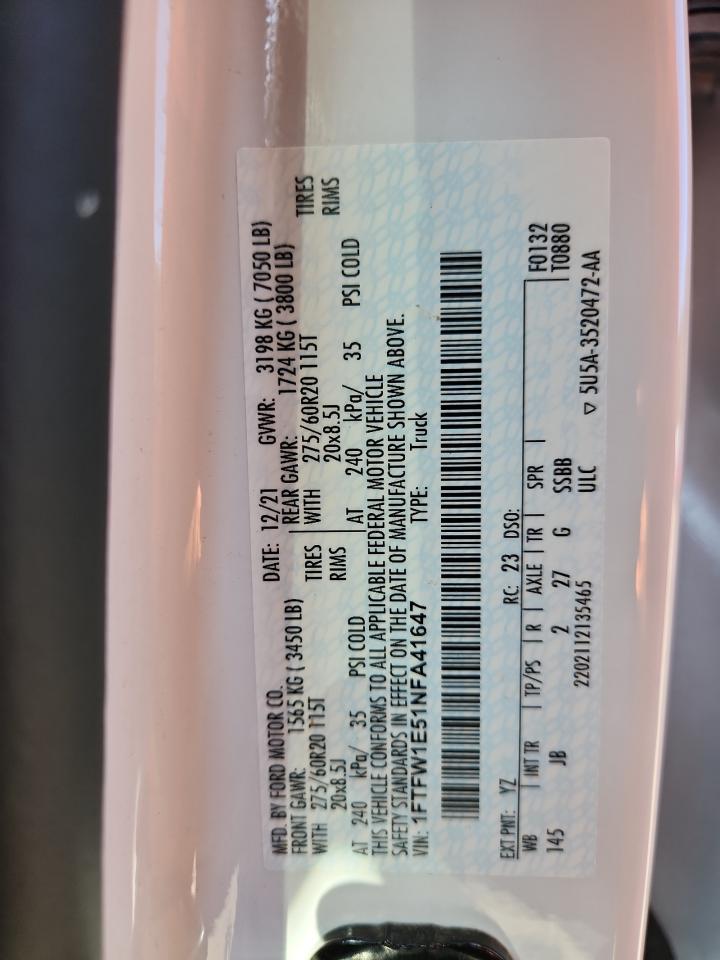 MFD. BY FORD MOTOR CO. DATE: 12/21 GVWR: 3198 KG ( 7050 LB)
FRONT GAWR: 1565 KG ( 3450 LB) REAR GAWR: 1724 KG ( 3800 LB)
WITH 275/60R20 115T TIRES WITH 275/60R20 115T TIRES
20x8.5J RIMS 20x8.5J RIMS
AT 240 kPa/ 35 PSI COLD AT 240 kPa/ 35 PSI COLD
THIS VEHICLE CONFORMS TO ALL APPLICABLE FEDERAL MOTOR VEHICLE
SAFETY STANDARDS IN EFFECT ON THE DATE OF MANUFACTURE SHOWN ABOVE.
VIN: 1FTFW1E51NFA41647 TYPE: Truck
EXT PNT: YZ RC: 23 DSO: F0132
WB INT TR TP/PS R AXLE TR SPR T0880
145 JB 2 27 G SSBB
2202112135465 ULC ▽ 5U5A-3520472-AA